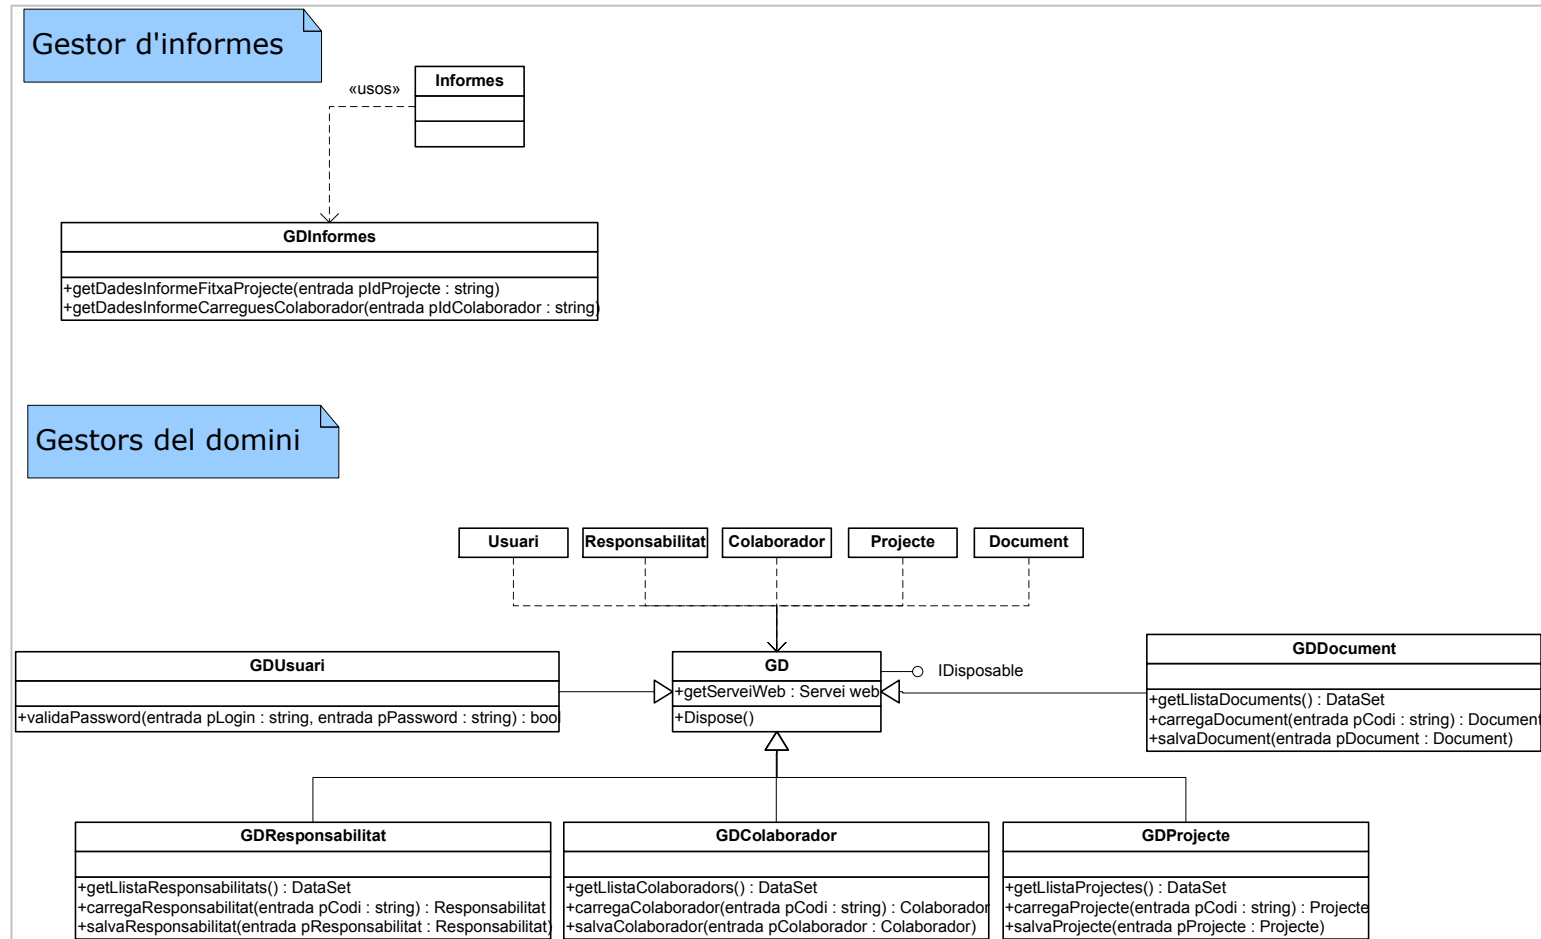 Gestor d'informes
Informes
«usos»
GDInformes
+getDadesInformeFitxaProjecte(entrada pIdProjecte : string)
+getDadesInformeCarreguesColaborador(entrada pIdColaborador : string)
Gestors del domini
Usuari
Responsabilitat
Colaborador
Projecte
Document
GDUsuari
+validaPassword(entrada pLogin : string, entrada pPassword : string) : bool
GD
+getServeiWeb : Servei web
+Dispose()
IDisposable
GDDocument
+getLlistaDocuments() : DataSet
+carregaDocument(entrada pCodi : string) : Document
+salvaDocument(entrada pDocument : Document)
GDResponsabilitat
+getLlistaResponsabilitats() : DataSet
+carregaResponsabilitat(entrada pCodi : string) : Responsabilitat
+salvaResponsabilitat(entrada pResponsabilitat : Responsabilitat)
GDColaborador
+getLlistaColaboradors() : DataSet
+carregaColaborador(entrada pCodi : string) : Colaborador
+salvaColaborador(entrada pColaborador : Colaborador)
GDProjecte
+getLlistaProjectes() : DataSet
+carregaProjecte(entrada pCodi : string) : Projecte
+salvaProjecte(entrada pProjecte : Projecte)